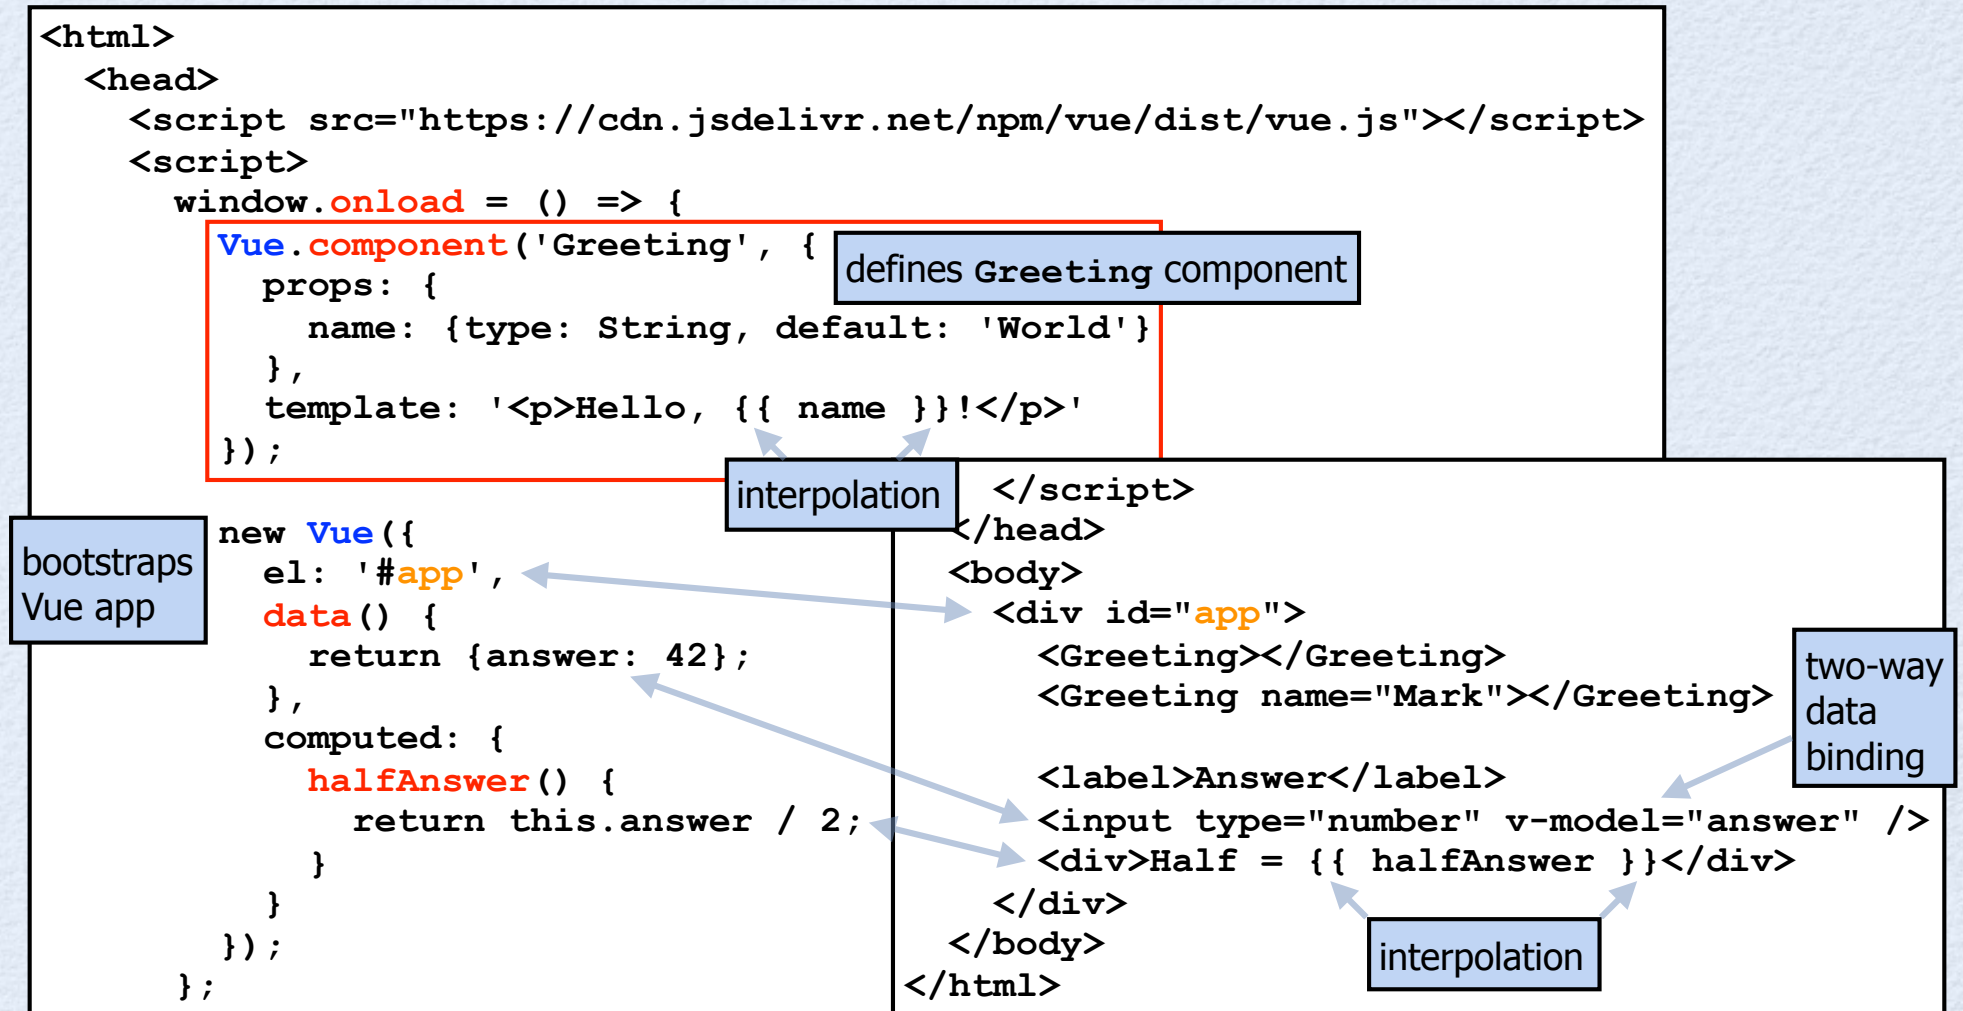 <html>
  <head>
    <script src="https://cdn.jsdelivr.net/npm/vue/dist/vue.js"></script>
    <script>
      window.onload = () => {
        Vue.component('Greeting', {
          props: {
            name: {type: String, default: 'World'}
          },
          template: '<p>Hello, {{ name }}!</p>'
        });
defines Greeting component
interpolation
bootstraps
Vue app
        new Vue({
          el: '#app',
          data() {
            return {answer: 42};
          },
          computed: {
            halfAnswer() {
              return this.answer / 2;
            }
          }
        });
      };
    </script>
  </head>
  <body>
    <div id="app">
      <Greeting></Greeting>
      <Greeting name="Mark"></Greeting>
      <label>Answer</label>
      <input type="number" v-model="answer" />
      <div>Half = {{ halfAnswer }}</div>
    </div>
  </body>
</html>
two-way
data
binding
interpolation